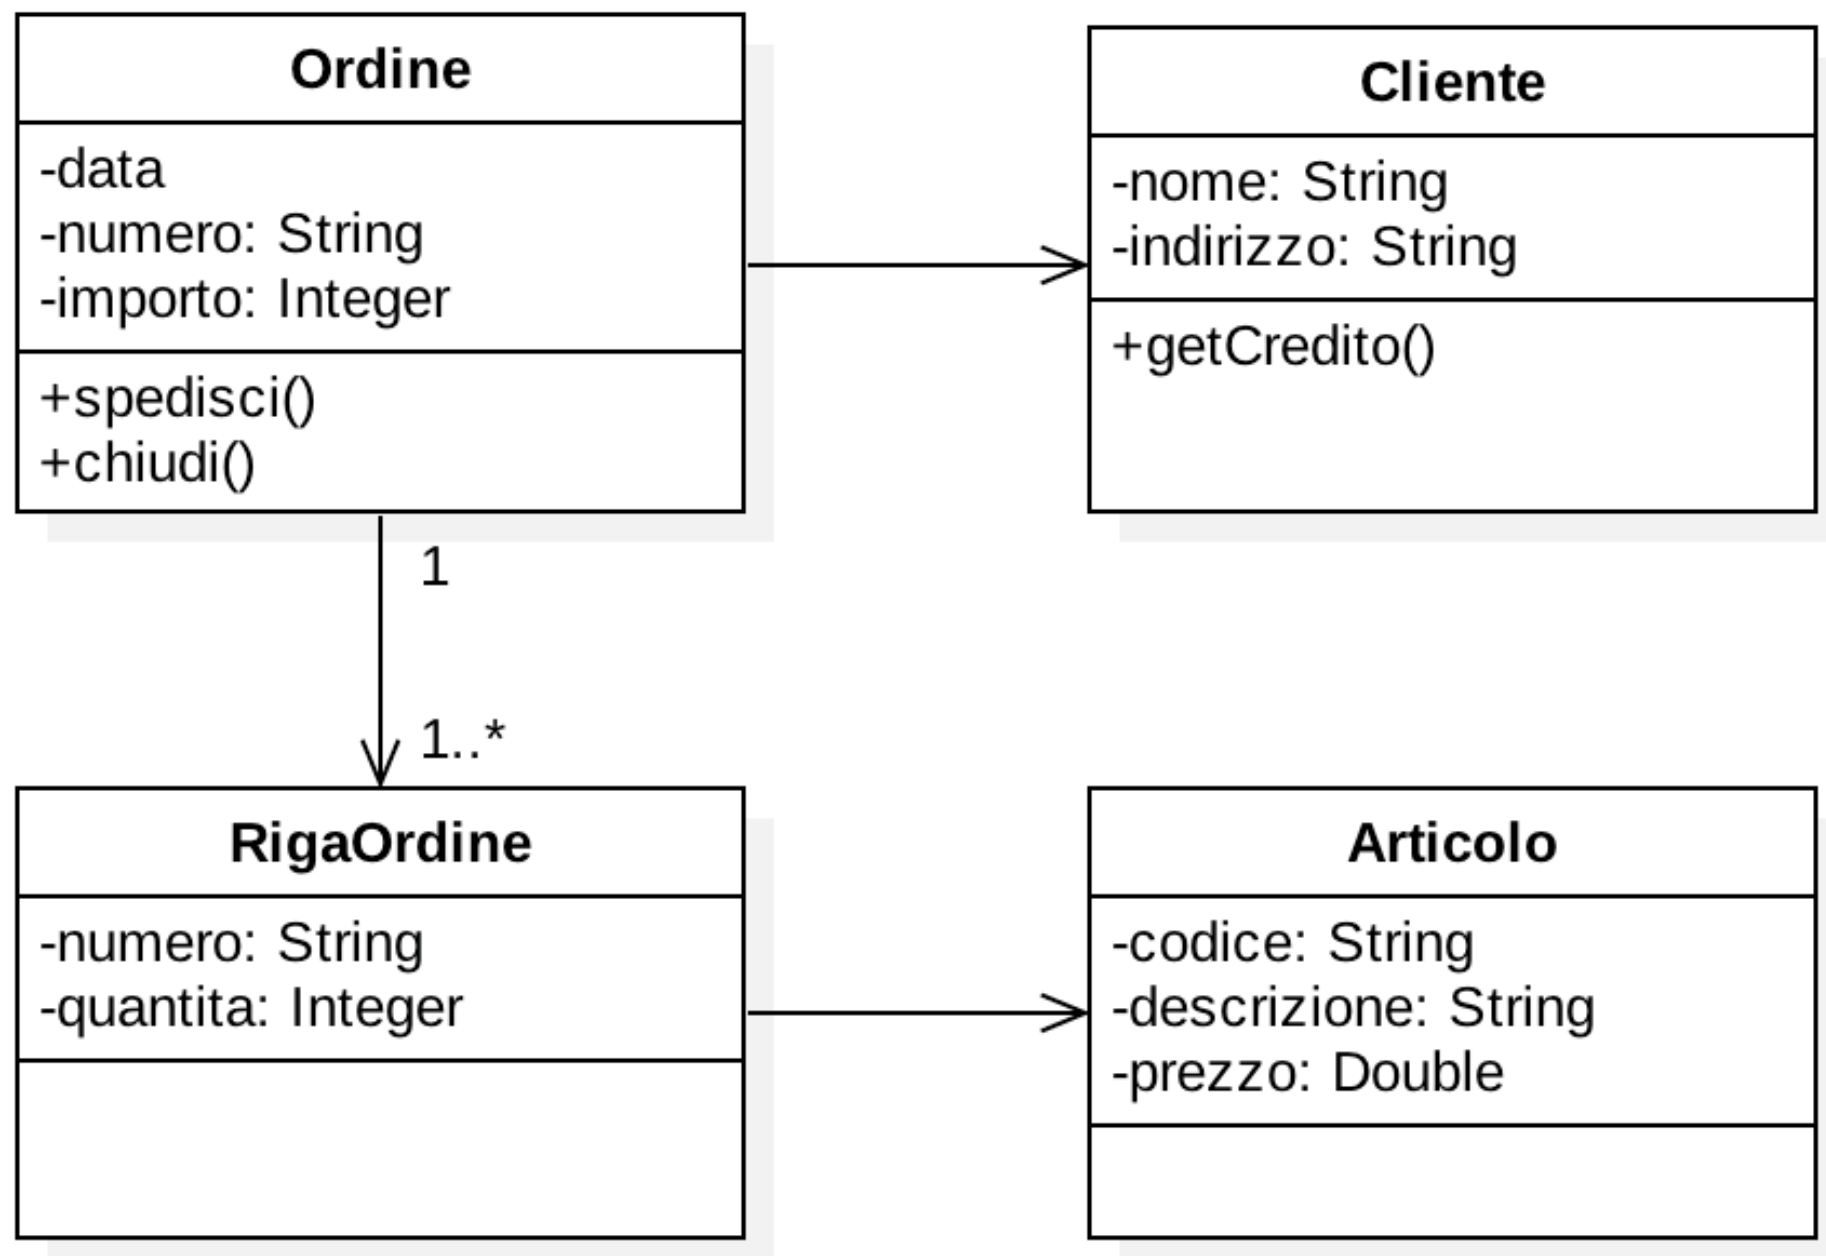 Ordine
-data
-numero: String
-importo: Integer
+spedisci()
+chiudi()
Cliente
-nome: String
-indirizzo: String
+getCredito()
1
1..*
RigaOrdine
-numero: String
-quantita: Integer
Articolo
-codice: String
-descrizione: String
-prezzo: Double